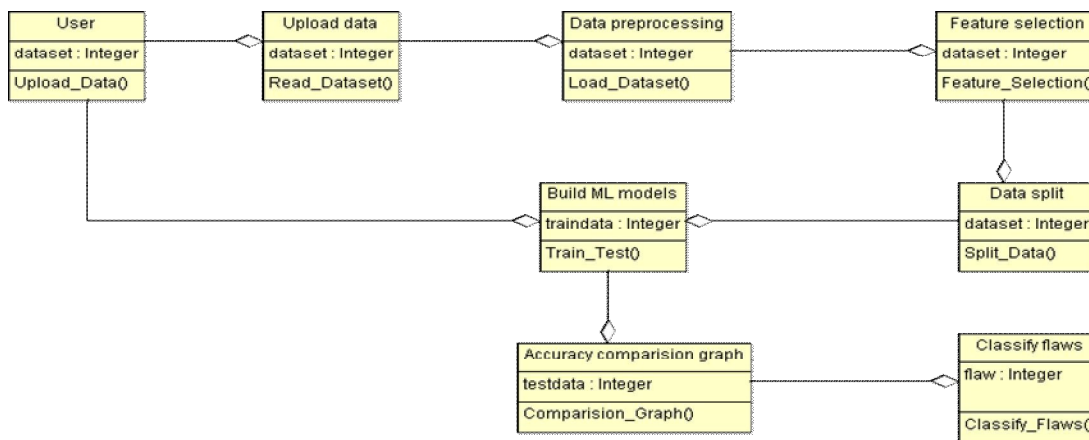 User
dataset : Integer
Upload_Data()
Upload data
dataset : Integer
Read_Dataset()
Data preprocessing
dataset : Integer
Load_Dataset()
Feature selection
dataset : Integer
Feature_Selection()
Build ML models
traindata : Integer
Train_Test()
Data split
dataset : Integer
Split_Data()
Accuracy comparision graph
testdata : Integer
Comparision_Graph()
Classify flaws
flaw : Integer
Classify_Flaws()